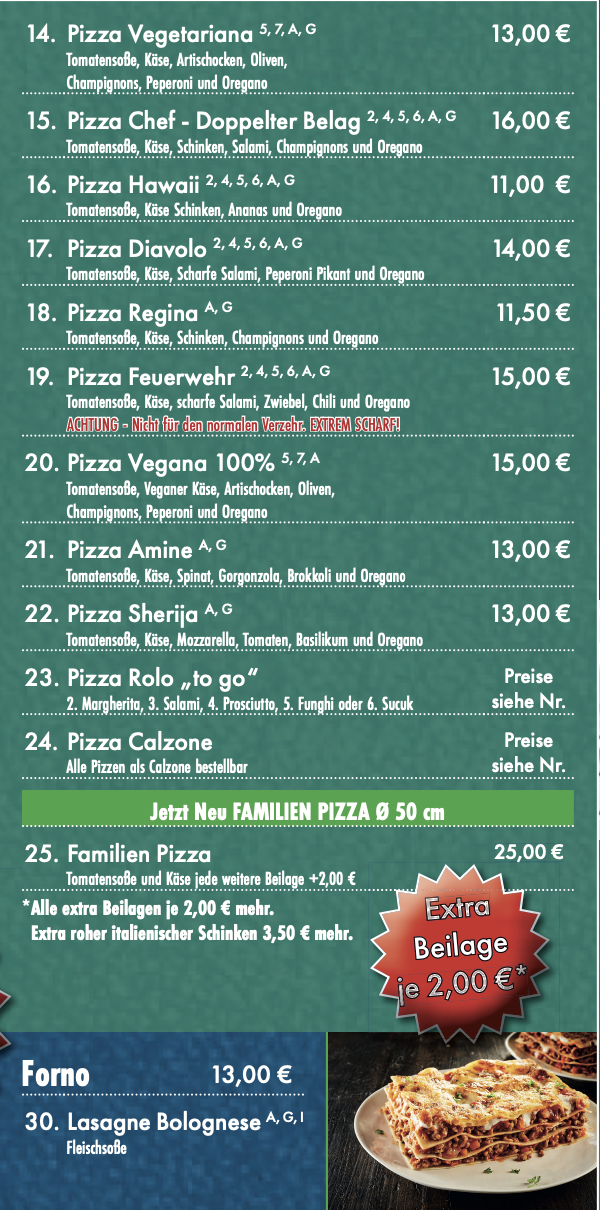 14. Pizza Vegetariana 5, 7, A, G 13,00 €
Tomatensoße, Käse, Artischocken, Oliven,
Champignons, Peperoni und Oregano
15. Pizza Chef - Doppelter Belag 2, 4, 5, 6, A, G 16,00 €
Tomatensoße, Käse, Schinken, Salami, Champignons und Oregano
16. Pizza Hawaii 2, 4, 5, 6, A, G 11,00 €
Tomatensoße, Käse Schinken, Ananas und Oregano
17. Pizza Diavolo 2, 4, 5, 6, A, G 14,00 €
Tomatensoße, Käse, Scharfe Salami, Peperoni Pikant und Oregano
18. Pizza Regina A, G 11,50 €
Tomatensoße, Käse, Schinken, Champignons und Oregano
19. Pizza Feuerwehr 2, 4, 5, 6, A, G 15,00 €
Tomatensoße, Käse, scharfe Salami, Zwiebel, Chili und Oregano
ACHTUNG - Nicht für den normalen Verzehr. EXTREM SCHARF!
20. Pizza Vegana 100% 5, 7, A 15,00 €
Tomatensoße, Veganer Käse, Artischocken, Oliven,
Champignons, Peperoni und Oregano
21. Pizza Amine A, G 13,00 €
Tomatensoße, Käse, Spinat, Gorgonzola, Brokkoli und Oregano
22. Pizza Sherija A, G 13,00 €
Tomatensoße, Käse, Mozzarella, Tomaten, Basilikum und Oregano
23. Pizza Rolo „to go“ Preise
2. Margherita, 3. Salami, 4. Prosciutto, 5. Funghi oder 6. Sucuk siehe Nr.
24. Pizza Calzone Preise
Alle Pizzen als Calzone bestellbar siehe Nr.
Jetzt Neu FAMILIEN PIZZA Ø 50 cm
25. Familien Pizza 25,00 €
Tomatensoße und Käse jede weitere Beilage +2,00 €
*Alle extra Beilagen je 2,00 € mehr.
Extra roher italienischer Schinken 3,50 € mehr.
Extra
Beilage
je 2,00 €*
Forno 13,00 €
30. Lasagne Bolognese A, G, I
Fleischsoße